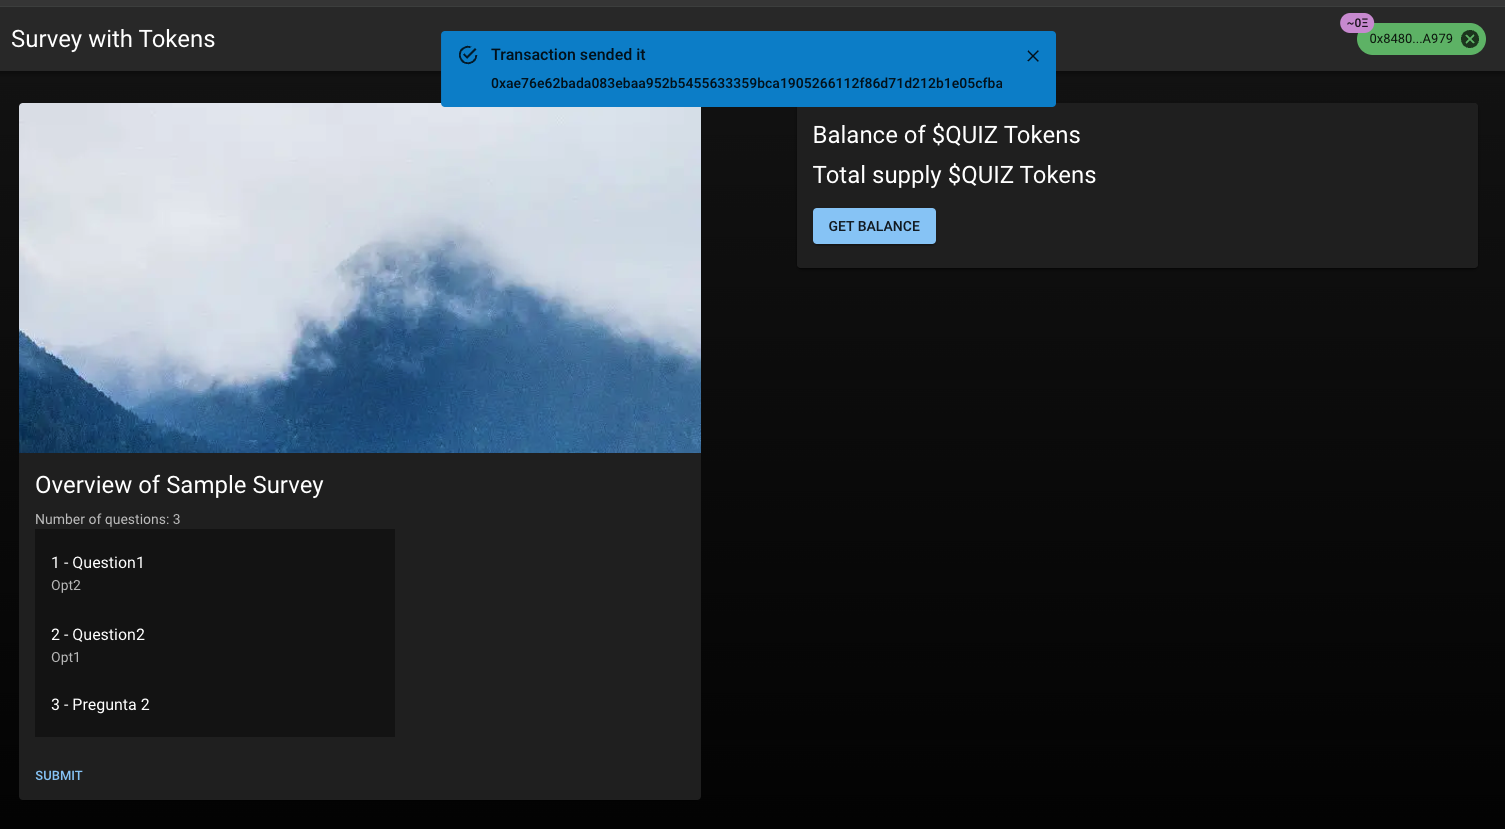 Survey with Tokens
~0Ξ
0x8480...A979
Transaction sended it
0xae76e62bada083ebaa952b5455633359bca1905266112f86d71d212b1e05cfba
Balance of $QUIZ Tokens
Total supply $QUIZ Tokens
GET BALANCE
Overview of Sample Survey
Number of questions: 3
1 - Question1
Opt2
2 - Question2
Opt1
3 - Pregunta 2
SUBMIT